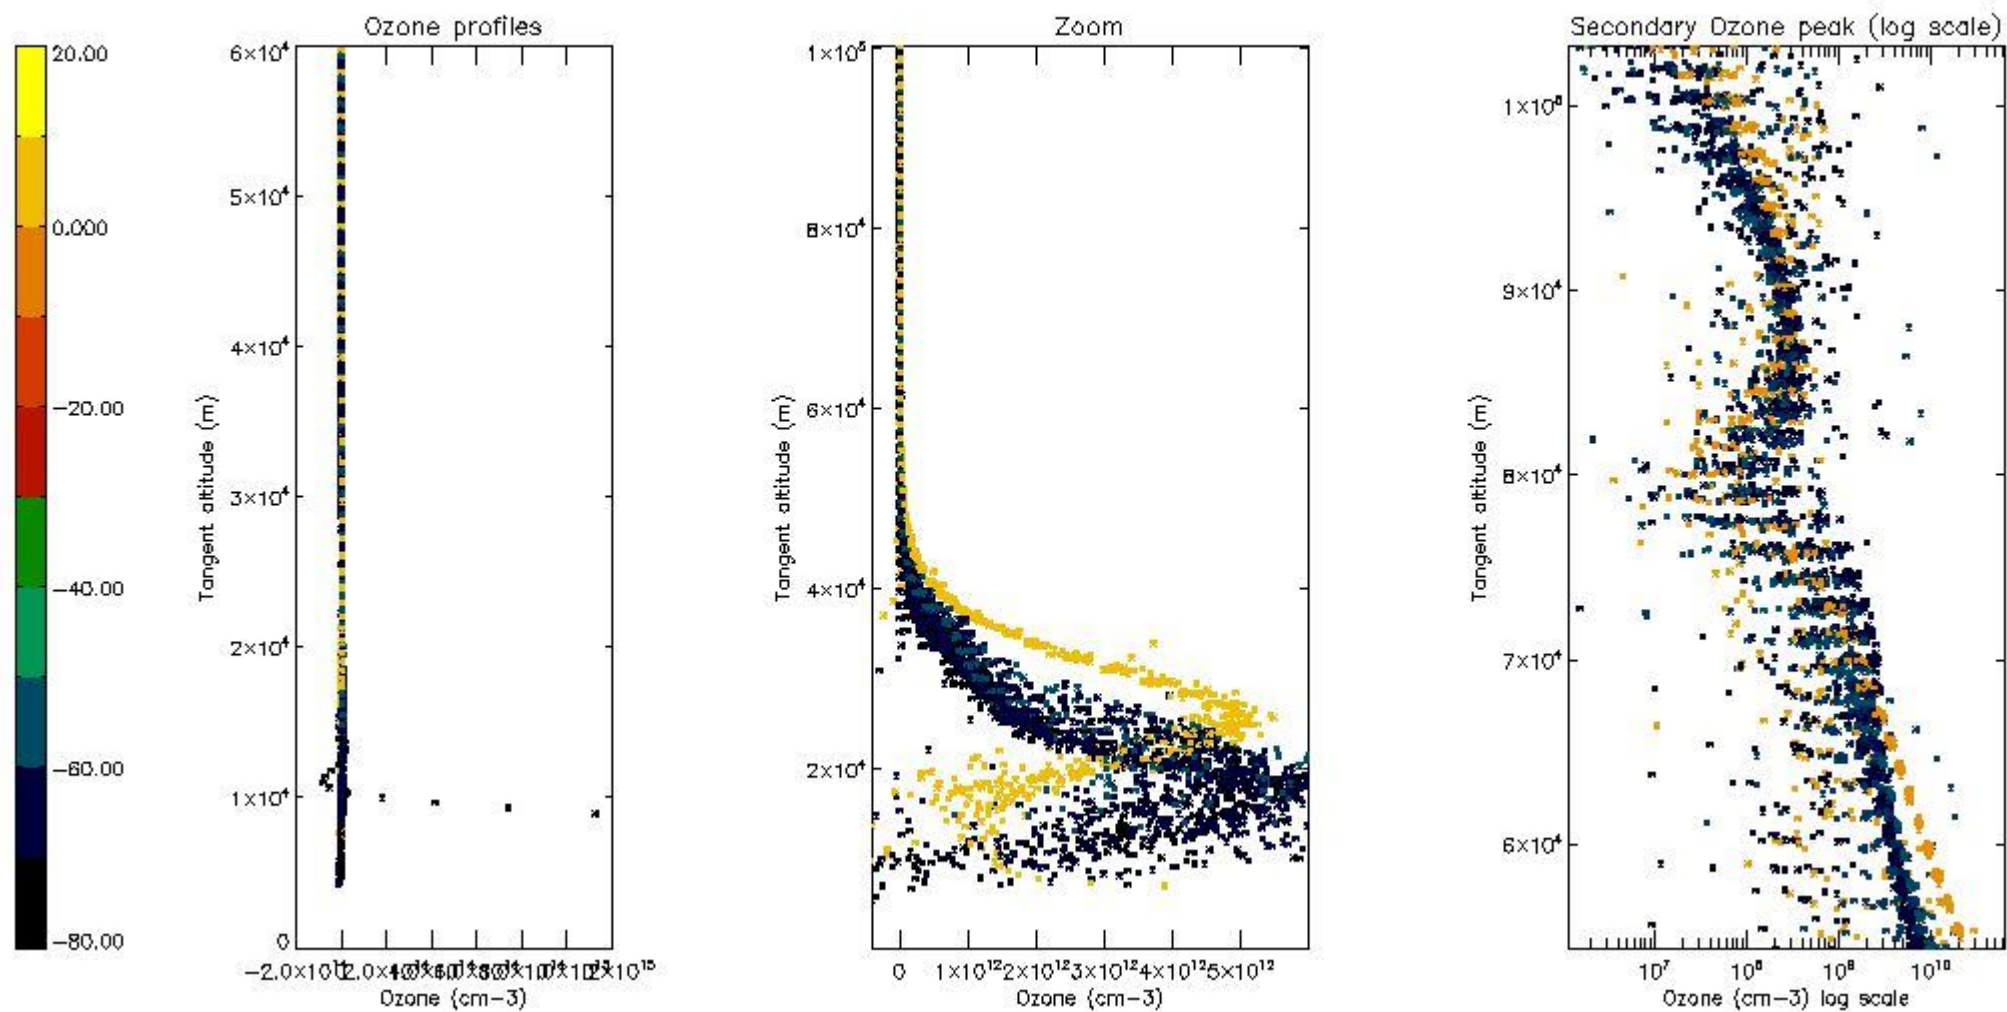 Ozone profiles
Zoom
Secondary Ozone peak (log scale)
20.00
0.000
−20.00
−40.00
−60.00
−80.00
6×10⁴
5×10⁴
4×10⁴
3×10⁴
2×10⁴
1×10⁴
0
Tangent altitude (m)
Ozone (cm−3)
1×10⁵
8×10⁴
6×10⁴
4×10⁴
2×10⁴
Tangent altitude (m)
0 1×10¹² 2×10¹² 3×10¹² 4×10¹² 5×10¹²
Ozone (cm−3)
9×10⁴
8×10⁴
7×10⁴
6×10⁴
Tangent altitude (m)
10⁷ 10⁸ 10⁹ 10¹⁰
Ozone (cm−3) log scale